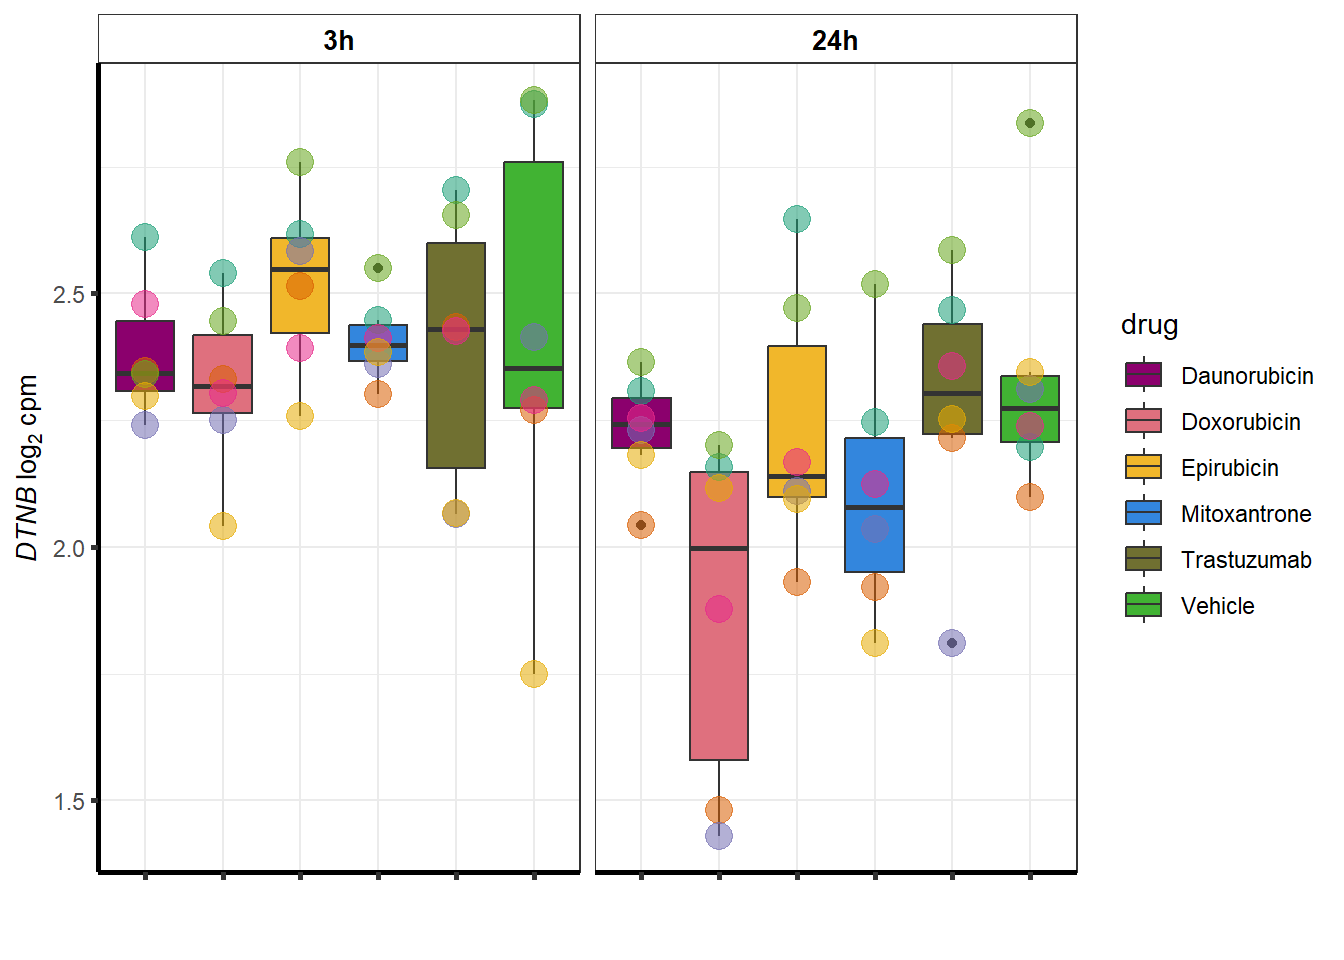 3h
24h
DTNB log2 cpm
2.5
2.0
1.5
drug
Daunorubicin
Doxorubicin
Epirubicin
Mitoxantrone
Trastuzumab
Vehicle